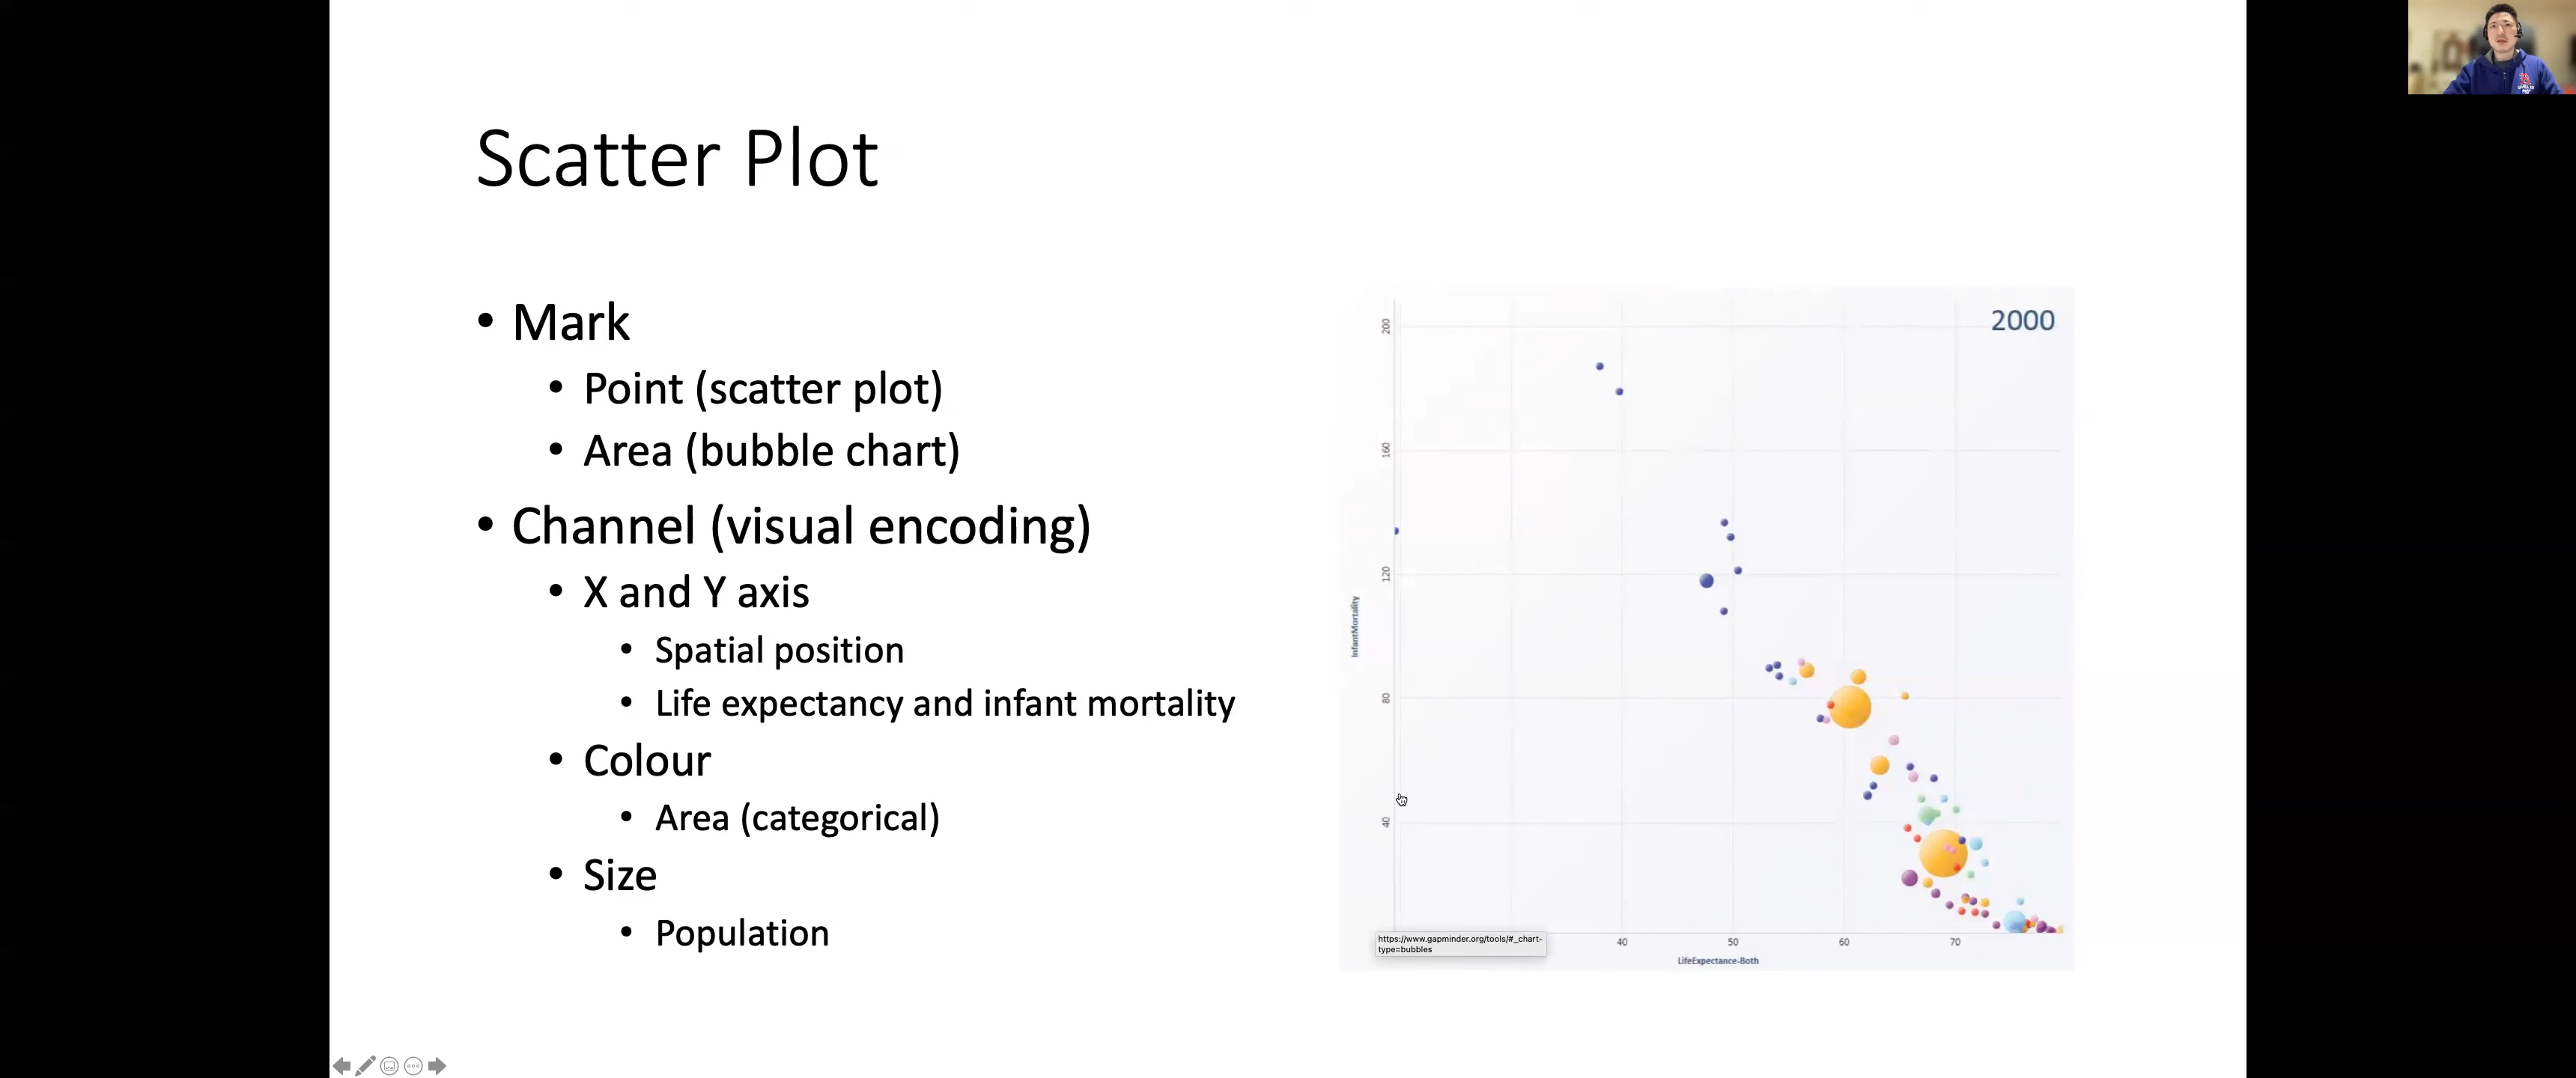 Scatter Plot
• Mark
• Point (scatter plot)
• Area (bubble chart)
• Channel (visual encoding)
• X and Y axis
• Spatial position
• Life expectancy and infant mortality
• Colour
• Area (categorical)
• Size
• Population
2000
200
160
120
80
40
InfantMortality
https://www.gapminder.org/tools/#_chart-
type=bubbles
40
50
60
70
LifeExpectance-Both